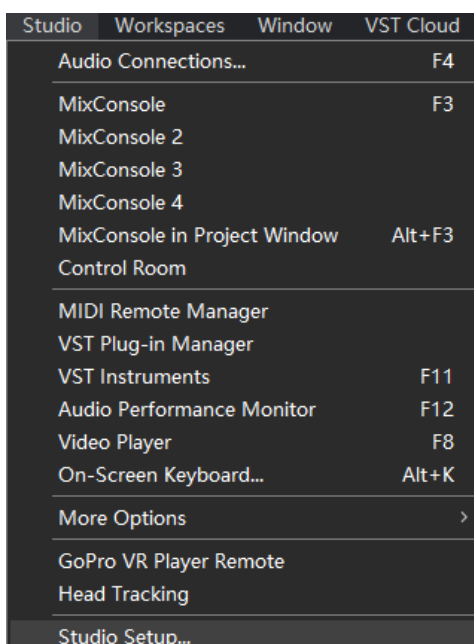 Studio Workspaces Window VST Cloud
Audio Connections... F4
MixConsole F3
MixConsole 2
MixConsole 3
MixConsole 4
MixConsole in Project Window Alt+F3
Control Room
MIDI Remote Manager
VST Plug-in Manager
VST Instruments F11
Audio Performance Monitor F12
Video Player F8
On-Screen Keyboard... Alt+K
More Options >
GoPro VR Player Remote
Head Tracking
Studio Setup...